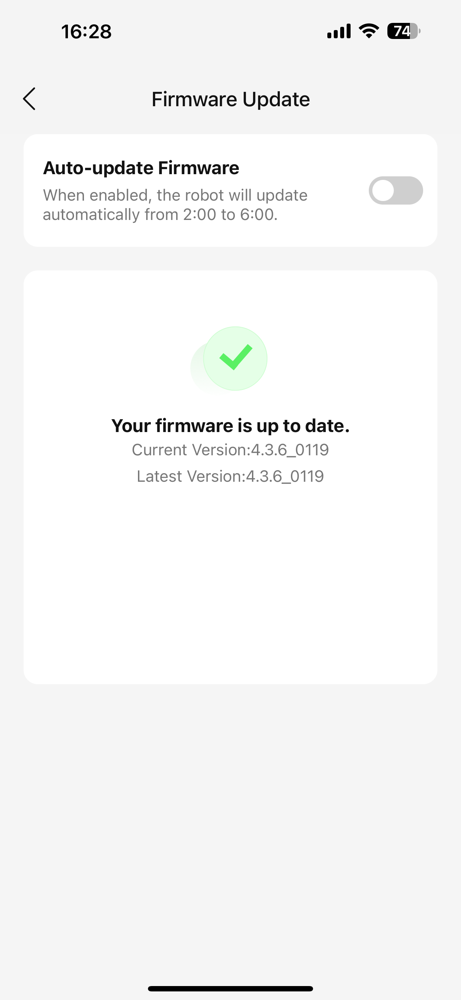 16:28
74
Firmware Update
Auto-update Firmware
When enabled, the robot will update
automatically from 2:00 to 6:00.
Your firmware is up to date.
Current Version:4.3.6_0119
Latest Version:4.3.6_0119